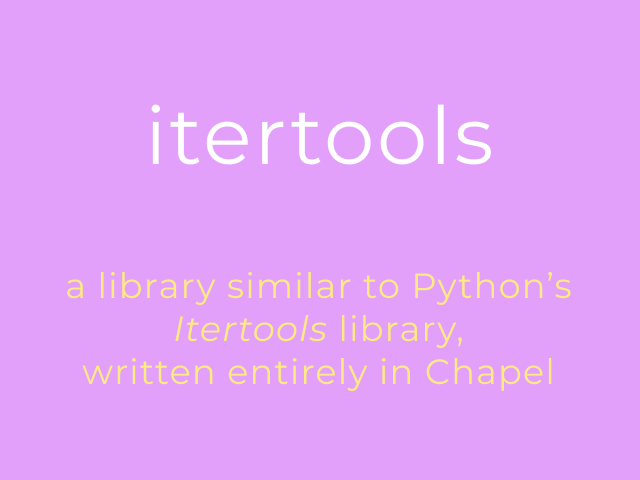 itertools
a library similar to Python’s
Itertools library,
written entirely in Chapel